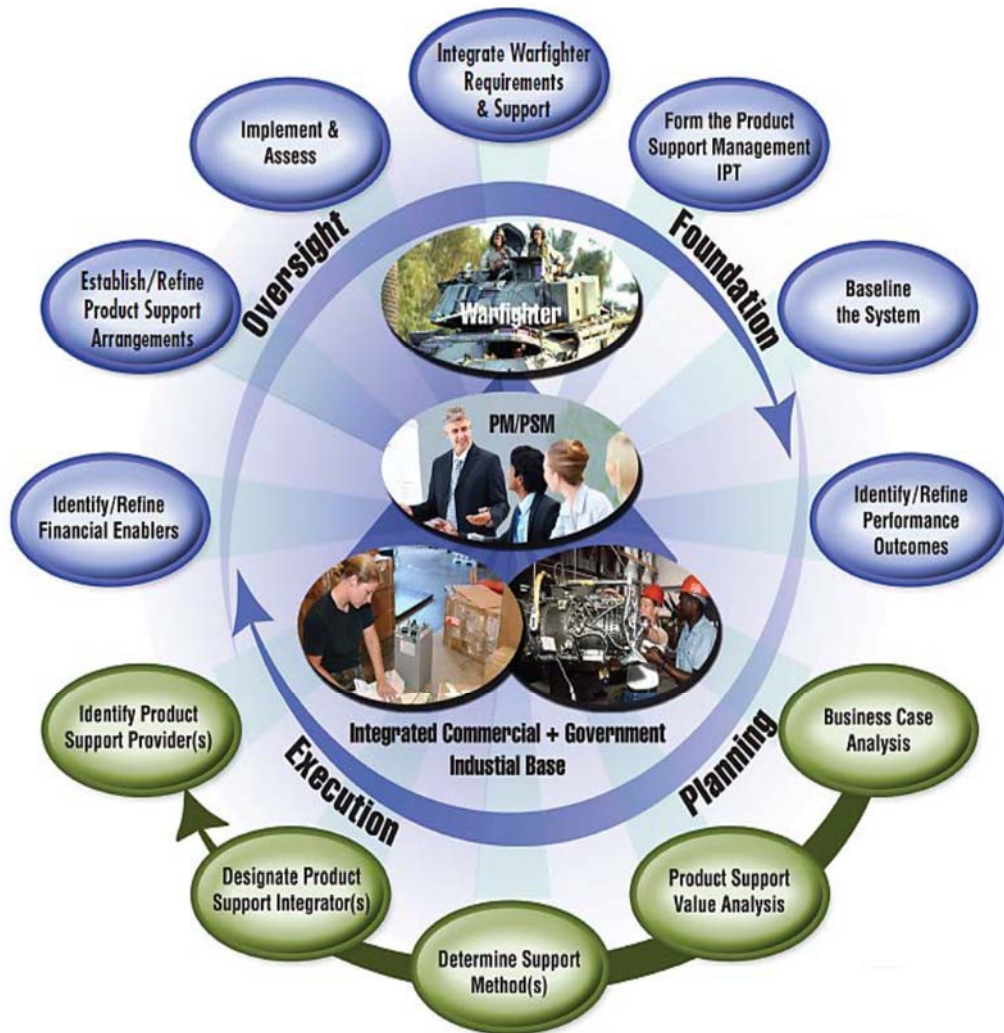 Integrate Warfighter
Requirements
& Support
Form the Product
Support Management
IPT
Baseline
the System
Identify/Refine
Performance
Outcomes
Business Case
Analysis
Product Support
Value Analysis
Determine Support
Method(s)
Designate Product
Support Integrator(s)
Identify Product
Support Provider(s)
Identify/Refine
Financial Enablers
Establish/Refine
Product Support
Arrangements
Implement &
Assess
Oversight
Foundation
Planning
Execution
Warfighter
PM/PSM
Integrated Commercial + Government
Industial Base